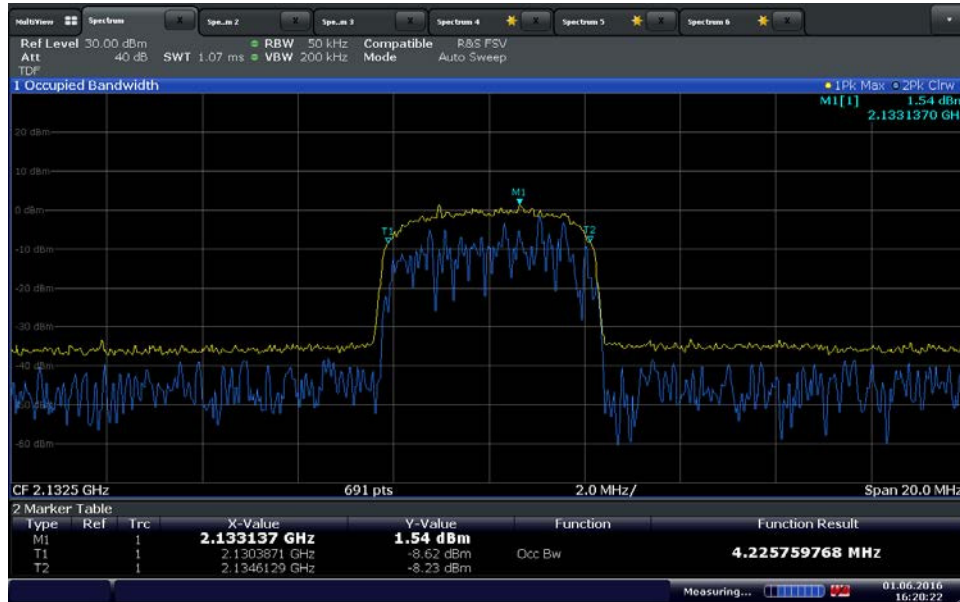 MultiView Spectrum X Spe...m 2 X Spe...m 3 X Spectrum 4 X Spectrum 5 X Spectrum 6 X
Ref Level 30.00 dBm RBW 50 kHz Compatible R&S FSV
Att 40 dB SWT 1.07 ms VBW 200 kHz Mode Auto Sweep
TDF
1 Occupied Bandwidth 1Pk Max 2Pk Clrw
M1[1] 1.54 dBm
2.1331370 GH
20 dBm
10 dBm
M1
0 dBm
T1 T2
-10 dBm
-20 dBm
-30 dBm
-40 dBm
-50 dBm
-60 dBm
CF 2.1325 GHz 691 pts 2.0 MHz/ Span 20.0 MHz
2 Marker Table
Type Ref Trc X-Value Y-Value Function Function Result
M1 1 2.133137 GHz 1.54 dBm
T1 1 2.1303871 GHz -8.62 dBm Occ Bw 4.225759768 MHz
T2 1 2.1346129 GHz -8.23 dBm
Measuring... 01.06.2016
16:20:22